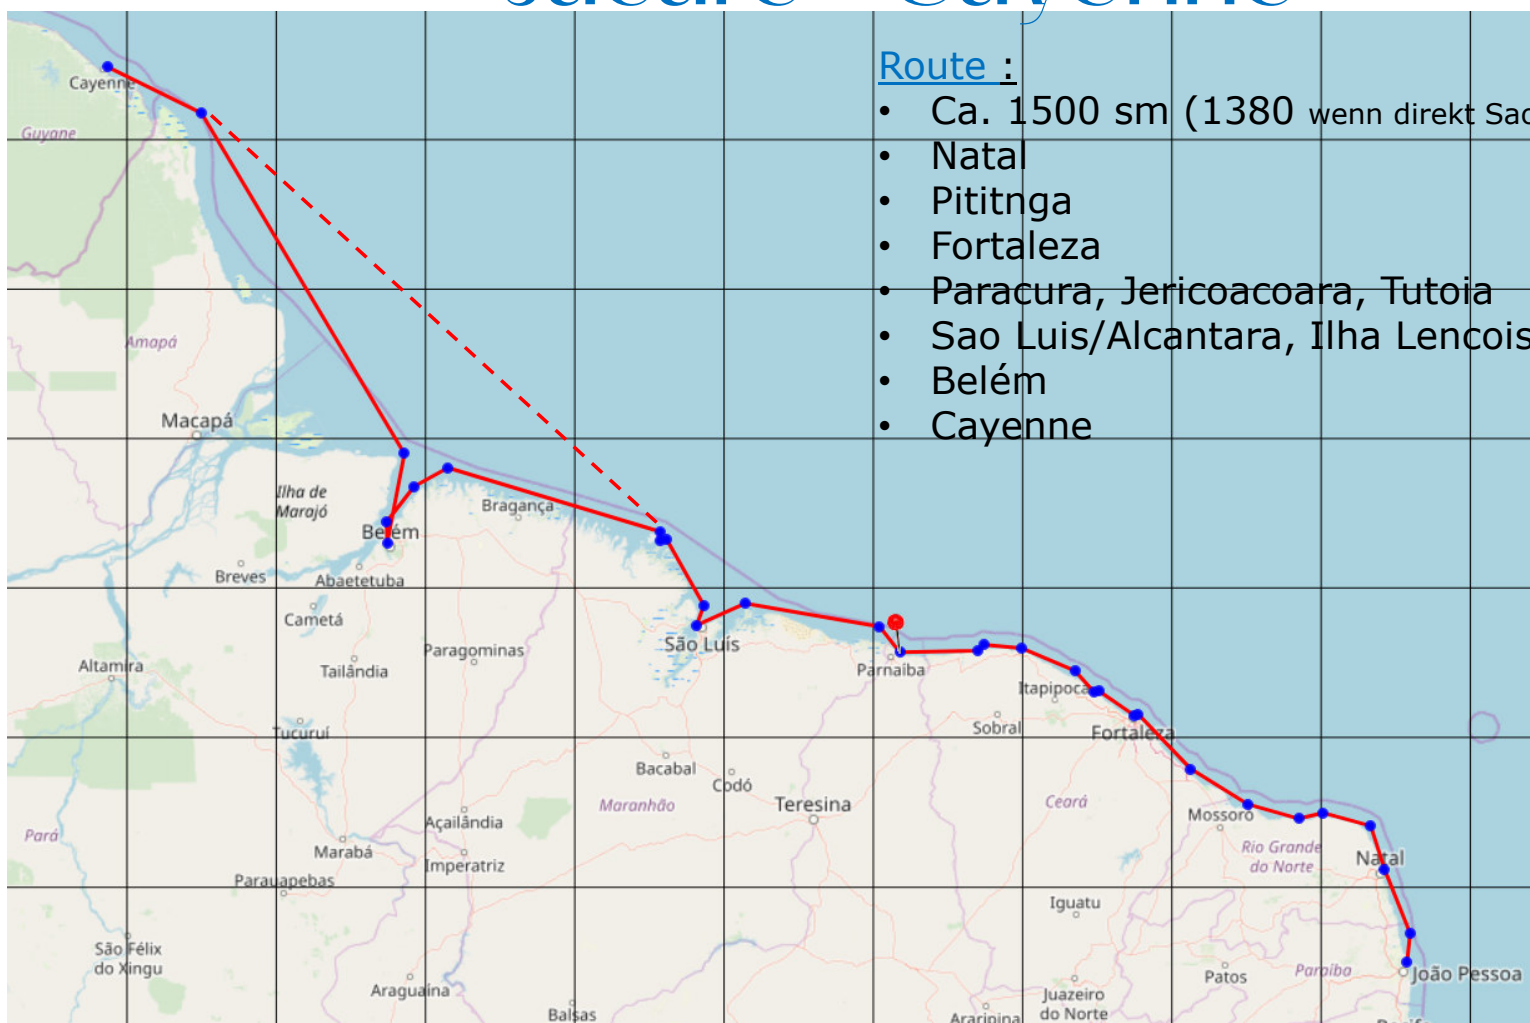 Route :
• Ca. 1500 sm (1380 wenn direkt
• Natal
• Pititnga
• Fortaleza
• Paracura, Jericoacoara, Tutoia
• Sao Luis/Alcantara, Ilha Lencois
• Belém
• Cayenne
Cayenne
Guyane
Amapá
Macapá
Ilha de
Marajó
Bragança
Belém
Breves
Abaetetuba
Cametá
São Luís
Paragominas
Altamira
Tailândia
Parnaíba
Itapipoca
Sobral
Fortaleza
Tucuruí
Bacabal
Codó
Teresina
Maranhão
Ceará
Mossoró
Açailândia
Pará
Marabá
Imperatriz
Rio Grande
do Norte
Natal
Parauapebas
Iguatu
São Félix
do Xingu
Patos
Paraíba
João Pessoa
Araguaína
Juazeiro
do Norte
Balsas
Araripina